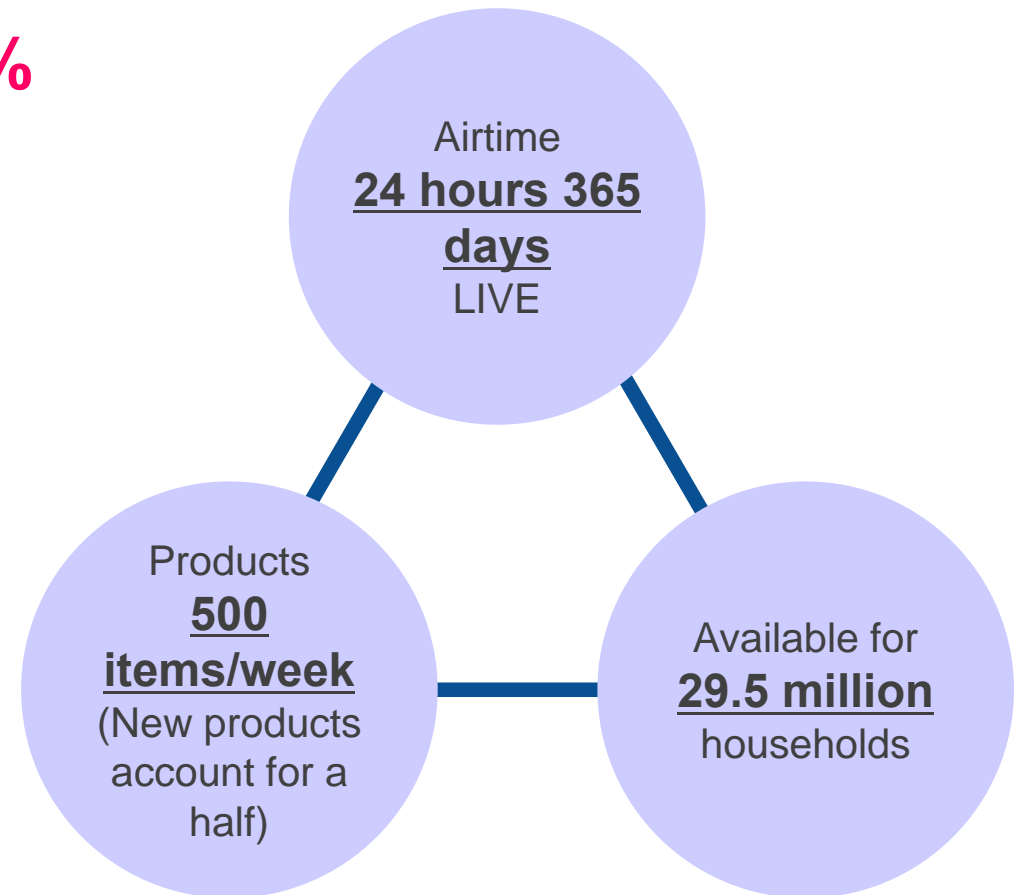 %
Airtime
24 hours 365
days
LIVE
Products
500
items/week
(New products
account for a
half)
Available for
29.5 million
households